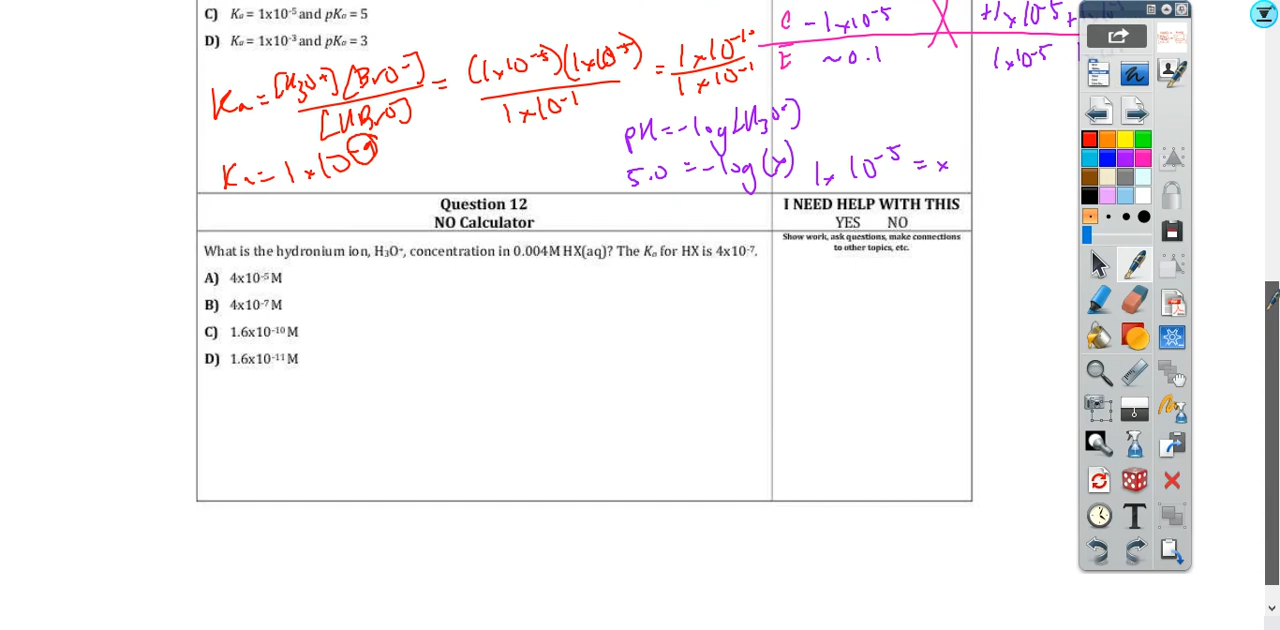 C) Kₐ = 1x10⁻⁵ and pKₐ = 5
D) Kₐ = 1x10⁻³ and pKₐ = 3
C -1x10⁻⁵ +1x10⁻⁵
E ~0.1 1x10⁻⁵
Ka = [H₃O⁺][BrO⁻] / [HBrO] = (1x10⁻⁵)(1x10⁻⁵) / 1x10⁻¹ = 1x10⁻¹⁰ / 1x10⁻¹
Ka = 1x10⁻⁹
pH = -log[H₃O⁺]
5.0 = -log(x) 1x10⁻⁵ = x
Question 12
NO Calculator
I NEED HELP WITH THIS
YES NO
Show work, ask questions, make connections
to other topics, etc.
What is the hydronium ion, H₃O⁺, concentration in 0.004M HX(aq)? The Kₐ for HX is 4x10⁻⁷.
A) 4x10⁻⁵ M
B) 4x10⁻⁷ M
C) 1.6x10⁻¹⁰ M
D) 1.6x10⁻¹¹ M
T